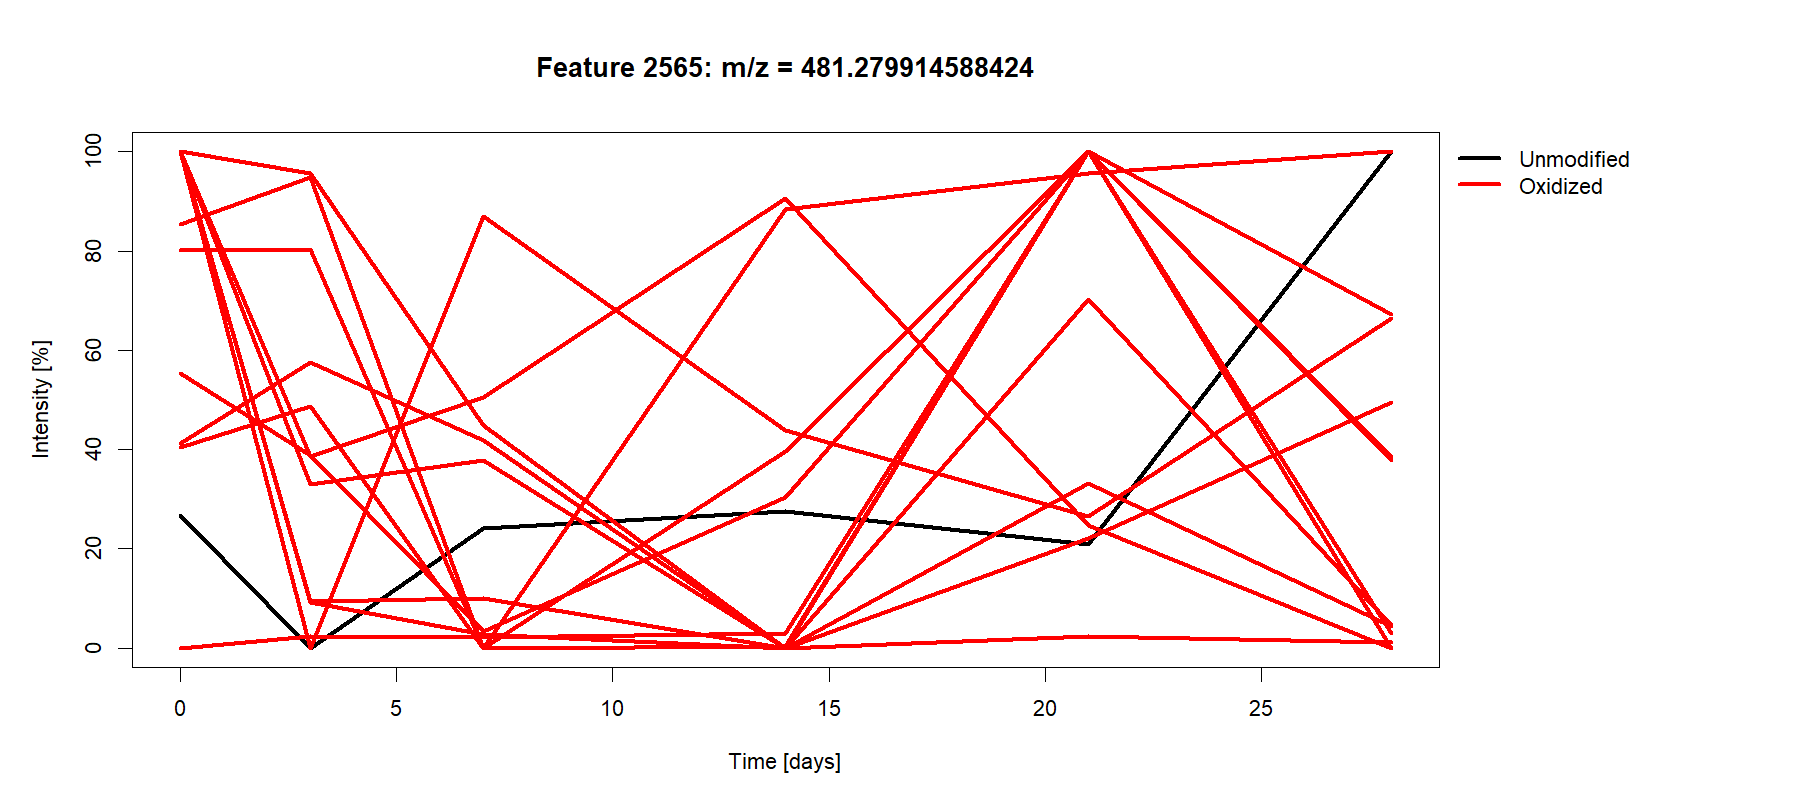 Feature 2565: m/z = 481.279914588424
Unmodified
Oxidized
Intensity [%]
100
80
60
40
20
0
0 5 10 15 20 25
Time [days]